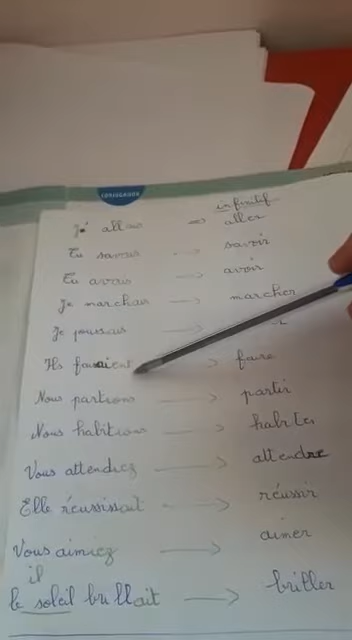 CONJUGAISON
infinitif
J' allais => aller
Tu savais -> savoir
Tu avais -> avoir
Je marchais -> marcher
Je poussais ->
Ils faisaient -> faire
Nous partions -> partir
Nous habitions -> habiter
Vous attendiez -> attendre
Elle réussissait -> réussir
Vous aimiez -> aimer
il
le soleil brillait -> briller